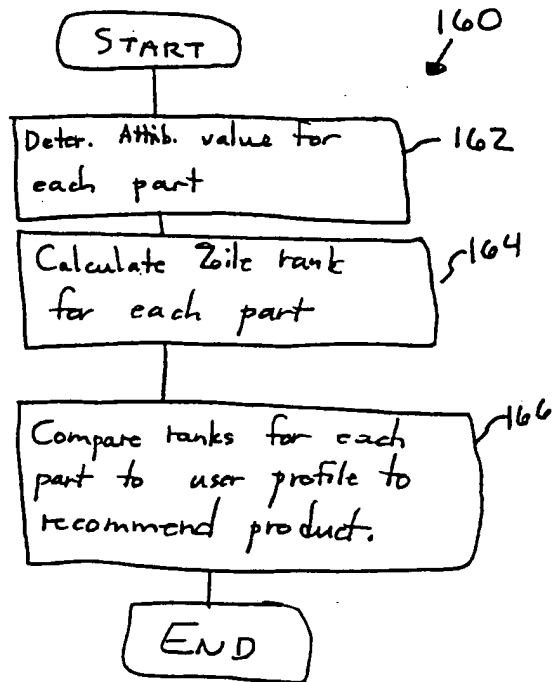 START
160
Deter. Attrib. value for
each part
162
Calculate %ile rank
for each part
164
Compare ranks for each
part to user profile to
recommend product.
166
END